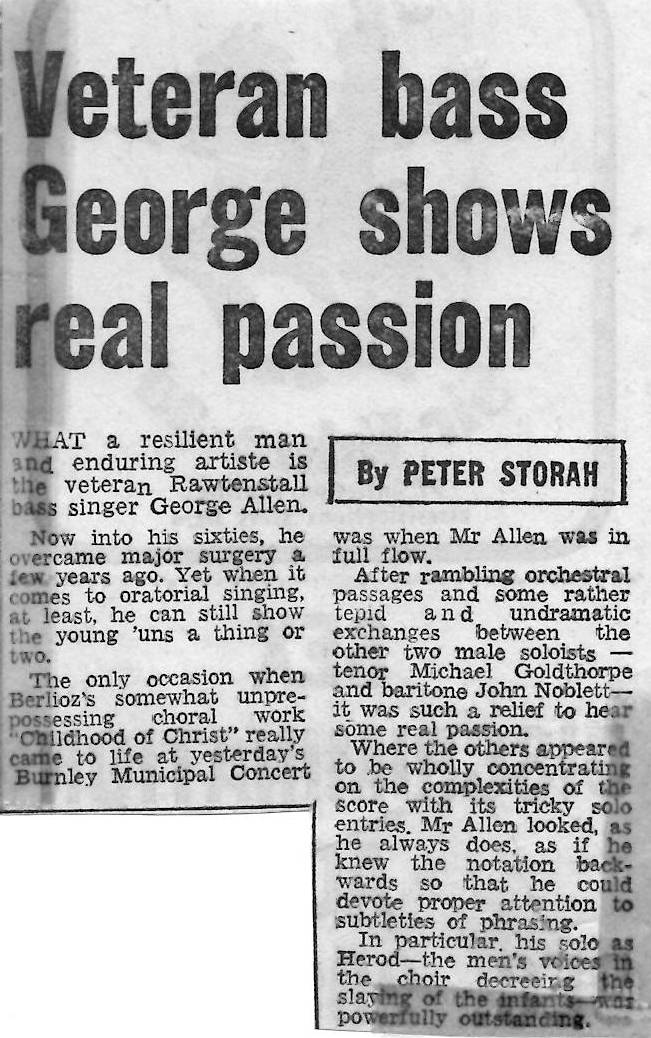 Veteran bass
George shows
real passion
WHAT a resilient man
and enduring artiste is
the veteran Rawtenstall
bass singer George Allen.
Now into his sixties, he
overcame major surgery a
few years ago. Yet when it
comes to oratorial singing,
at least, he can still show
the young 'uns a thing or
two.
The only occasion when
Berlioz's somewhat unpre-
possessing choral work
"Childhood of Christ" really
came to life at yesterday's
Burnley Municipal Concert
By PETER STORAH
was when Mr Allen was in
full flow.
After rambling orchestral
passages and some rather
tepid and undramatic
exchanges between the
other two male soloists —
tenor Michael Goldthorpe
and baritone John Noblett—
it was such a relief to hear
some real passion.
Where the others appeared
to be wholly concentrating
on the complexities of the
score with its tricky solo
entries. Mr Allen looked, as
he always does, as if he
knew the notation back-
wards so that he could
devote proper attention to
subtleties of phrasing.
In particular, his solo as
Herod—the men's voices in
the choir decreeing the
slaying of the infants—was
powerfully outstanding.